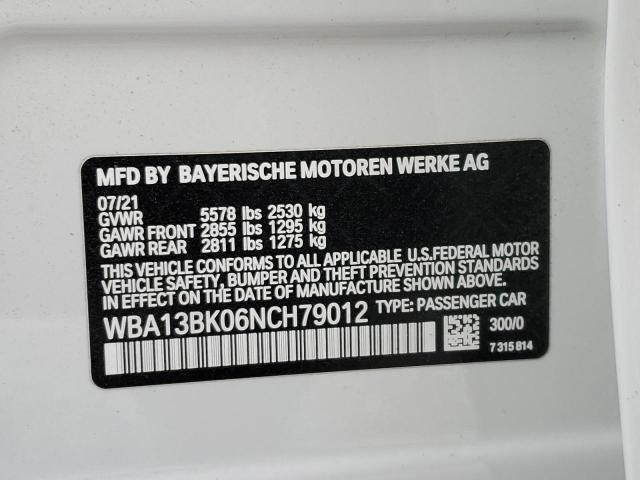 MFD BY BAYERISCHE MOTOREN WERKE AG
07/21
GVWR 5578 lbs 2530 kg
GAWR FRONT 2855 lbs 1295 kg
GAWR REAR 2811 lbs 1275 kg
THIS VEHICLE CONFORMS TO ALL APPLICABLE U.S.FEDERAL MOTOR
VEHICLE SAFETY, BUMPER AND THEFT PREVENTION STANDARDS
IN EFFECT ON THE DATE OF MANUFACTURE SHOWN ABOVE.
WBA13BK06NCH79012 TYPE: PASSENGER CAR
300/0
7 315 814